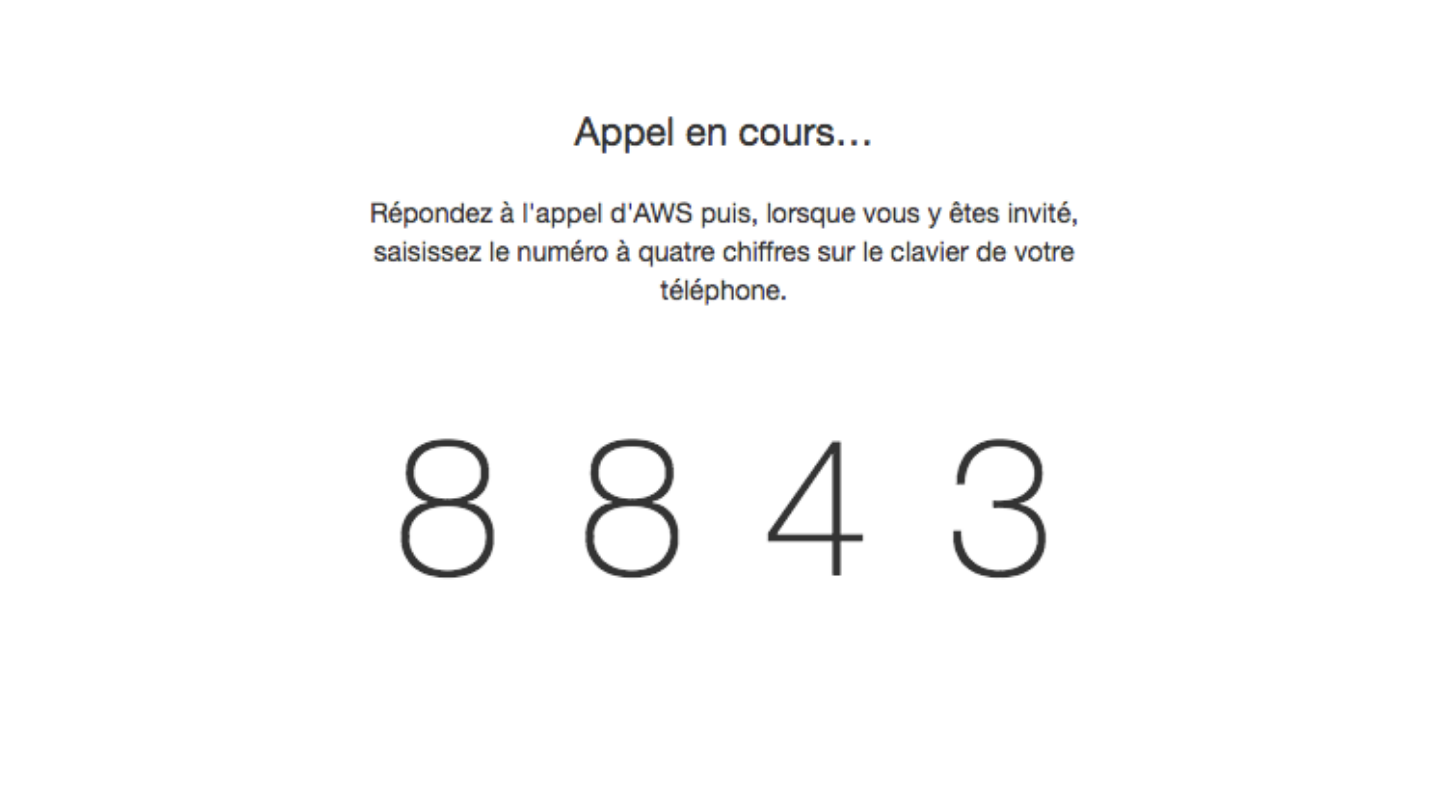 Appel en cours...
Répondez à l'appel d'AWS puis, lorsque vous y êtes invité,
saisissez le numéro à quatre chiffres sur le clavier de votre
téléphone.
8 8 4 3